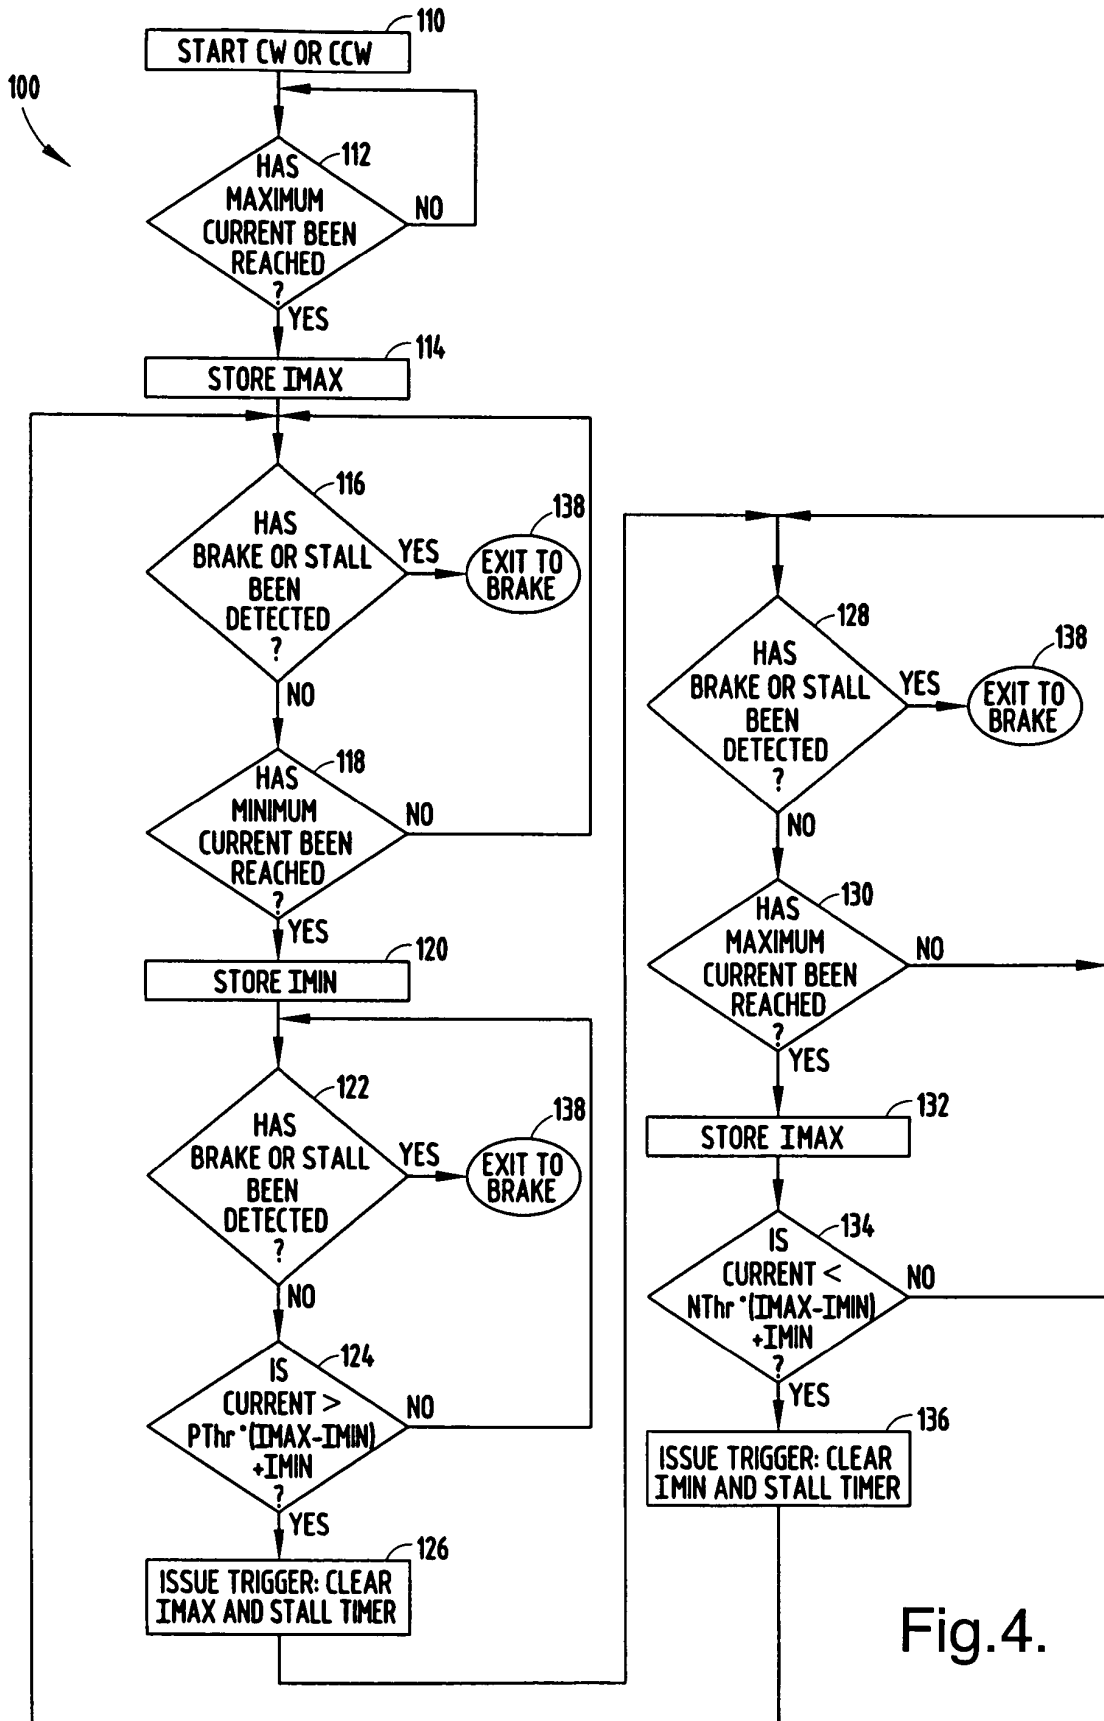 110
START CW OR CCW
100
112
HAS
MAXIMUM
CURRENT BEEN
REACHED
?
NO
YES
114
STORE IMAX
116
HAS
BRAKE OR STALL
BEEN
DETECTED
?
YES
138
EXIT TO
BRAKE
NO
118
HAS
MINIMUM
CURRENT BEEN
REACHED
?
NO
YES
120
STORE IMIN
122
HAS
BRAKE OR STALL
BEEN
DETECTED
?
YES
138
EXIT TO
BRAKE
NO
124
IS
CURRENT >
PThr*(IMAX-IMIN)
+IMIN
?
NO
YES
126
ISSUE TRIGGER: CLEAR
IMAX AND STALL TIMER
128
HAS
BRAKE OR STALL
BEEN
DETECTED
?
YES
138
EXIT TO
BRAKE
NO
130
HAS
MAXIMUM
CURRENT BEEN
REACHED
?
NO
YES
132
STORE IMAX
134
IS
CURRENT <
NThr*(IMAX-IMIN)
+IMIN
?
NO
YES
136
ISSUE TRIGGER: CLEAR
IMIN AND STALL TIMER
Fig.4.